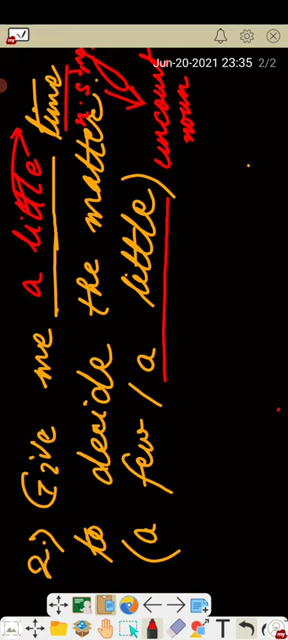 Jun-20-2021 23:35 2/2
2.) Give me a little time
to decide the matter.
(a few / a little)
uncount
noun